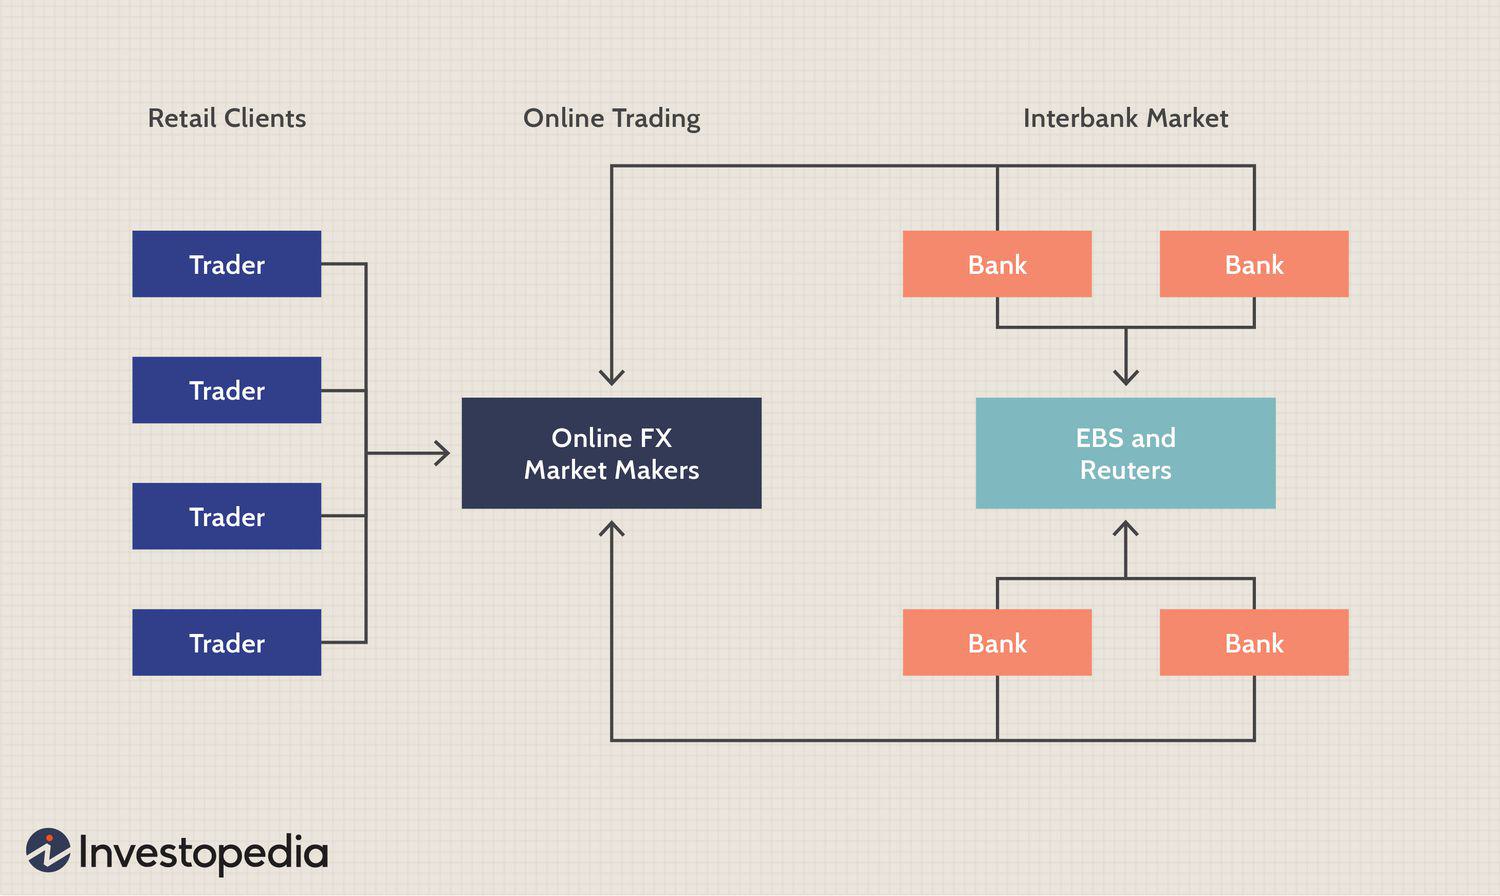 Retail Clients
Online Trading
Interbank Market
Trader
Trader
Trader
Trader
Online FX
Market Makers
Bank
Bank
EBS and
Reuters
Bank
Bank
Investopedia